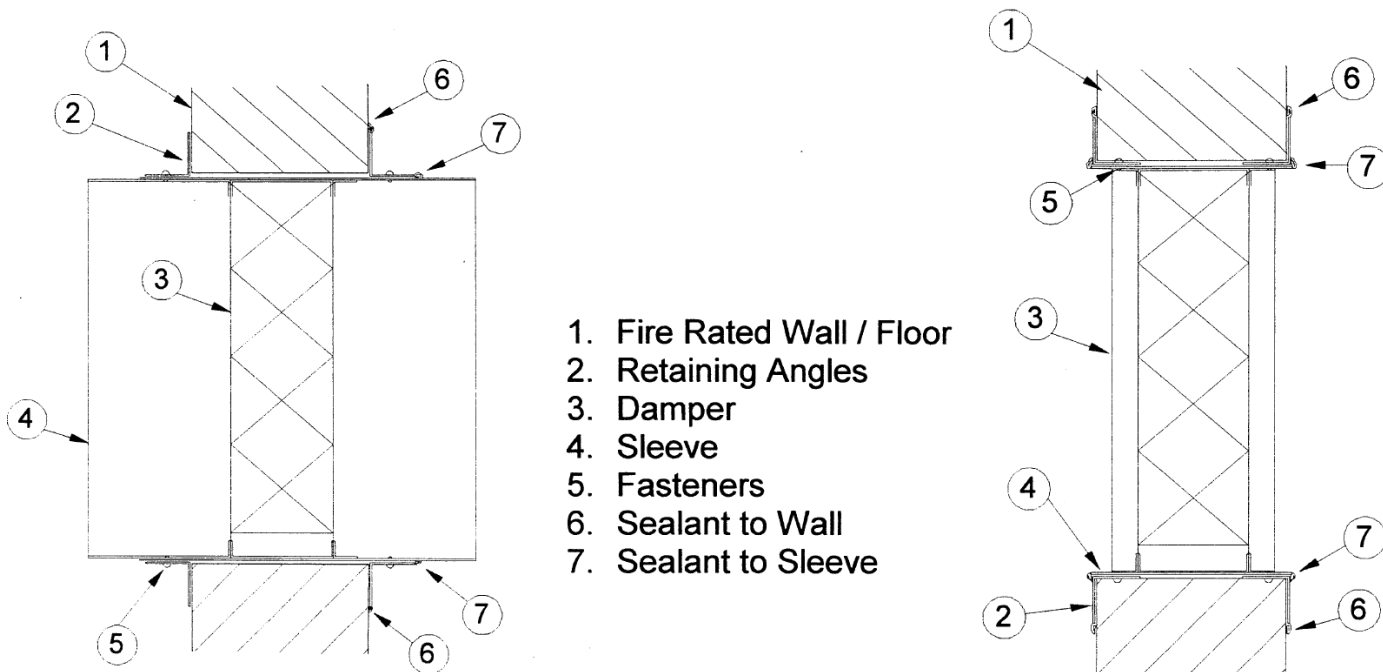 1
6
2
7
3
4
5
7
6
1. Fire Rated Wall / Floor
2. Retaining Angles
3. Damper
4. Sleeve
5. Fasteners
6. Sealant to Wall
7. Sealant to Sleeve
1
6
7
5
3
4
7
2
6